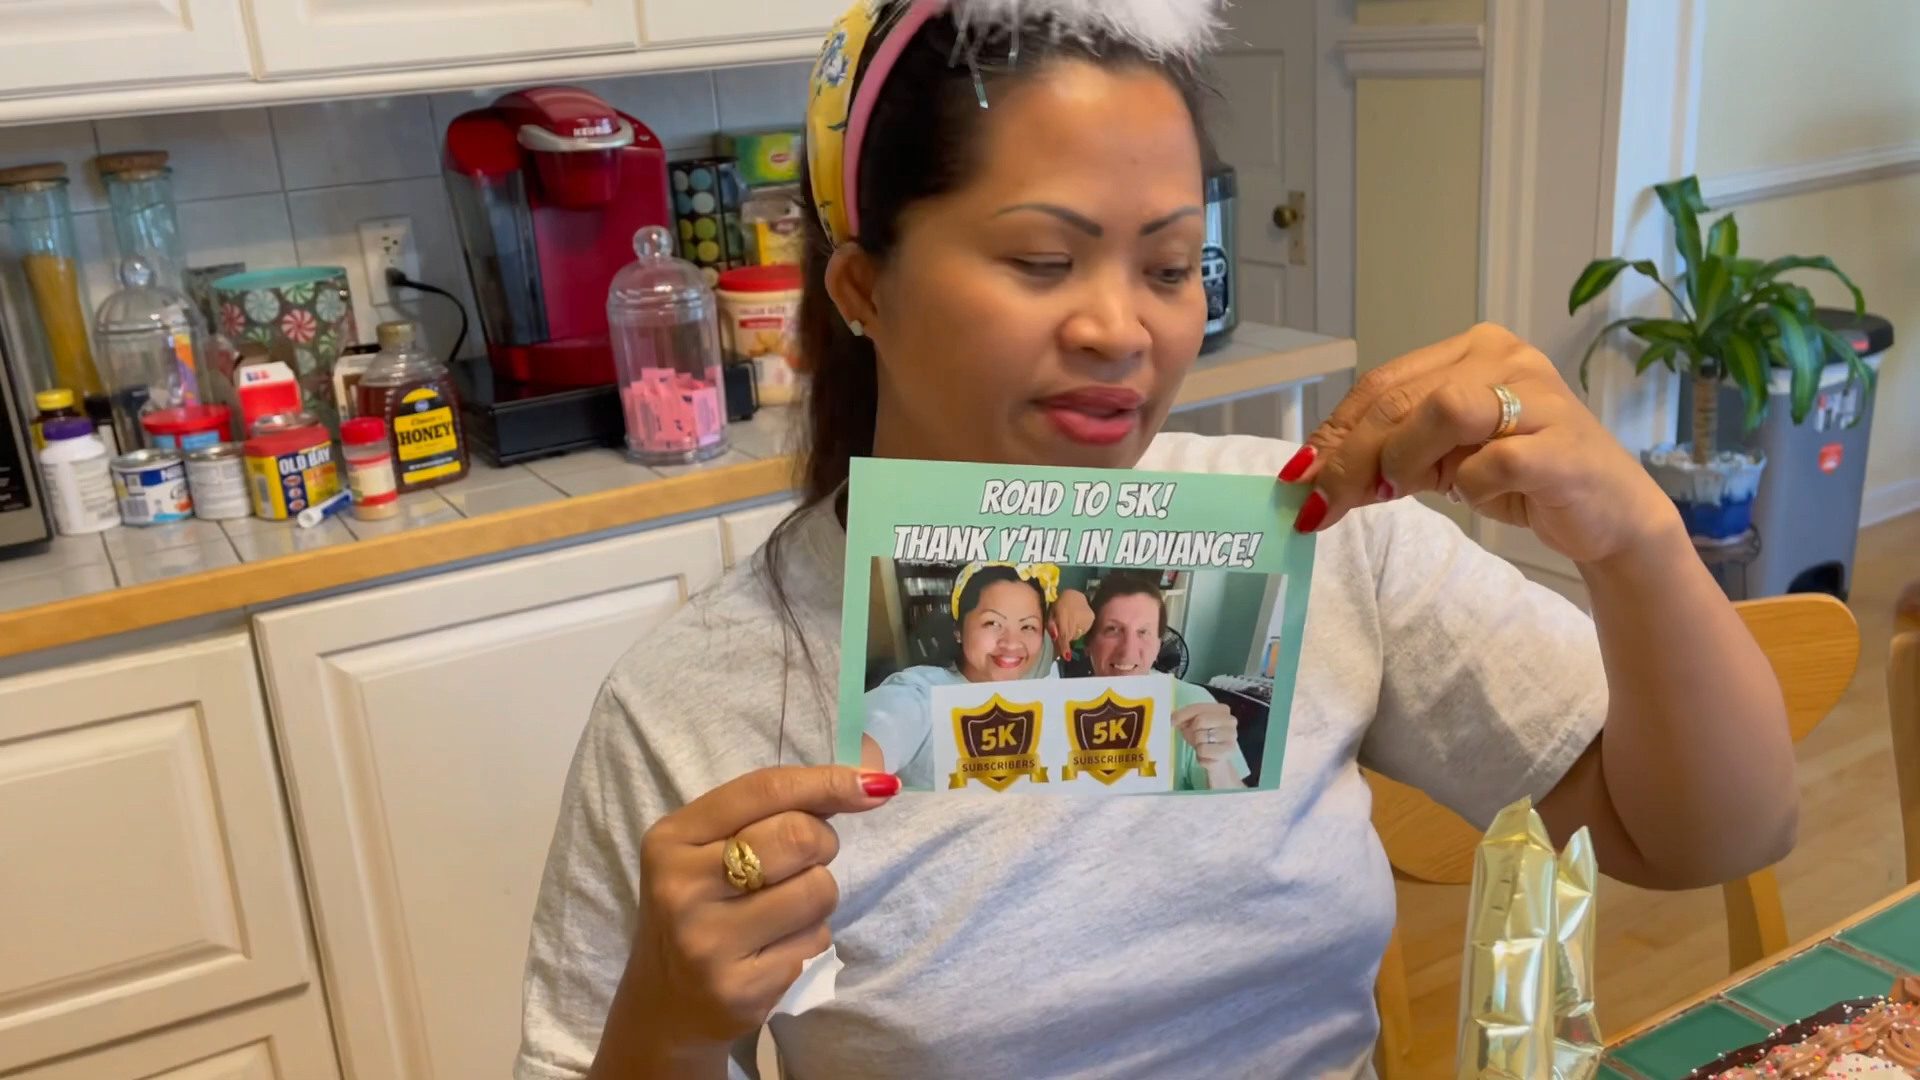 KEURIG
HONEY
OLD BAY
ROAD TO 5K!
THANK Y'ALL IN ADVANCE!
5K
SUBSCRIBERS
5K
SUBSCRIBERS